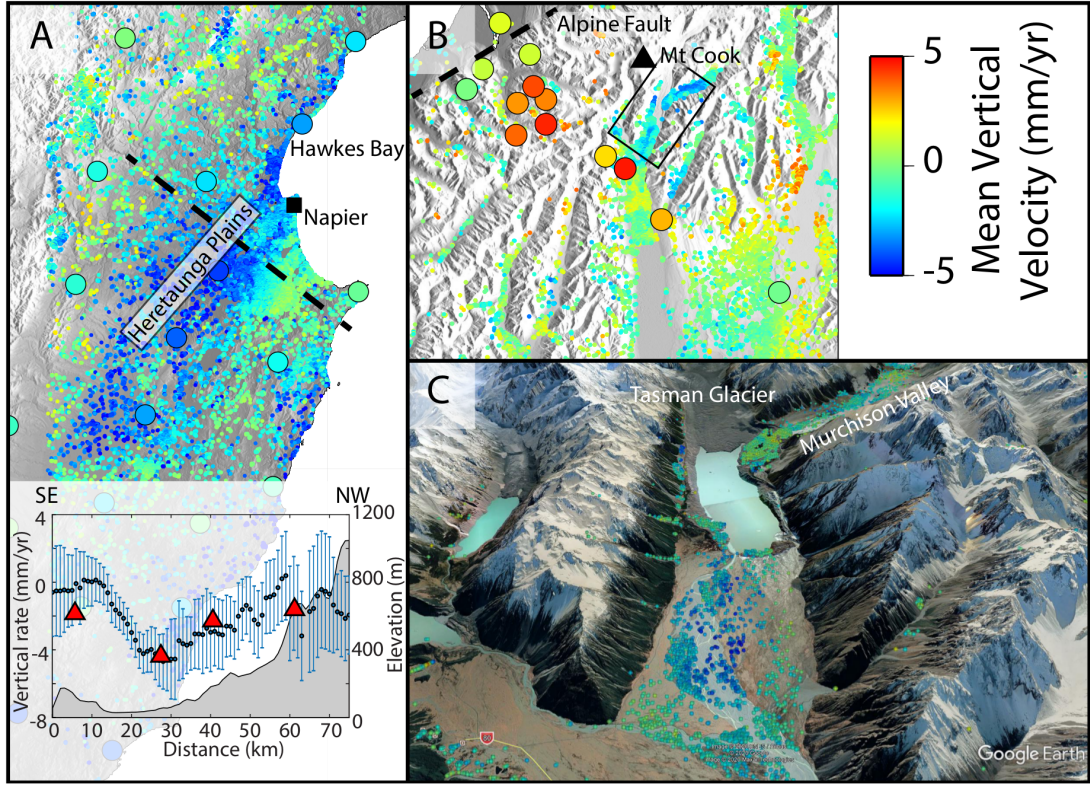 A
Hawkes Bay
Napier
Heretaunga Plains
SE
NW
4
0
-4
-8
Vertical rate (mm/yr)
1200
800
400
0
Elevation (m)
0 10 20 30 40 50 60 70
Distance (km)
B
Alpine Fault
Mt Cook
5
0
-5
Mean Vertical
Velocity (mm/yr)
C
Tasman Glacier
Murchison Valley
Google Earth